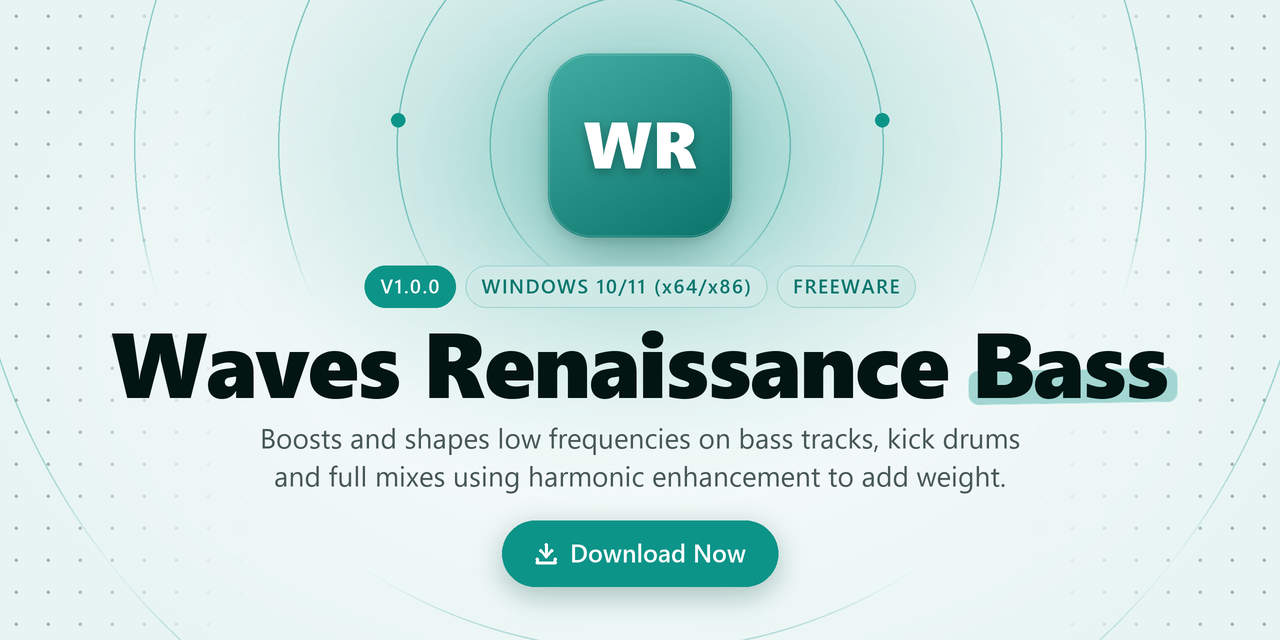 WR
V1.0.0 WINDOWS 10/11 (x64/x86) FREEWARE
Waves Renaissance Bass
Boosts and shapes low frequencies on bass tracks, kick drums
and full mixes using harmonic enhancement to add weight.
Download Now